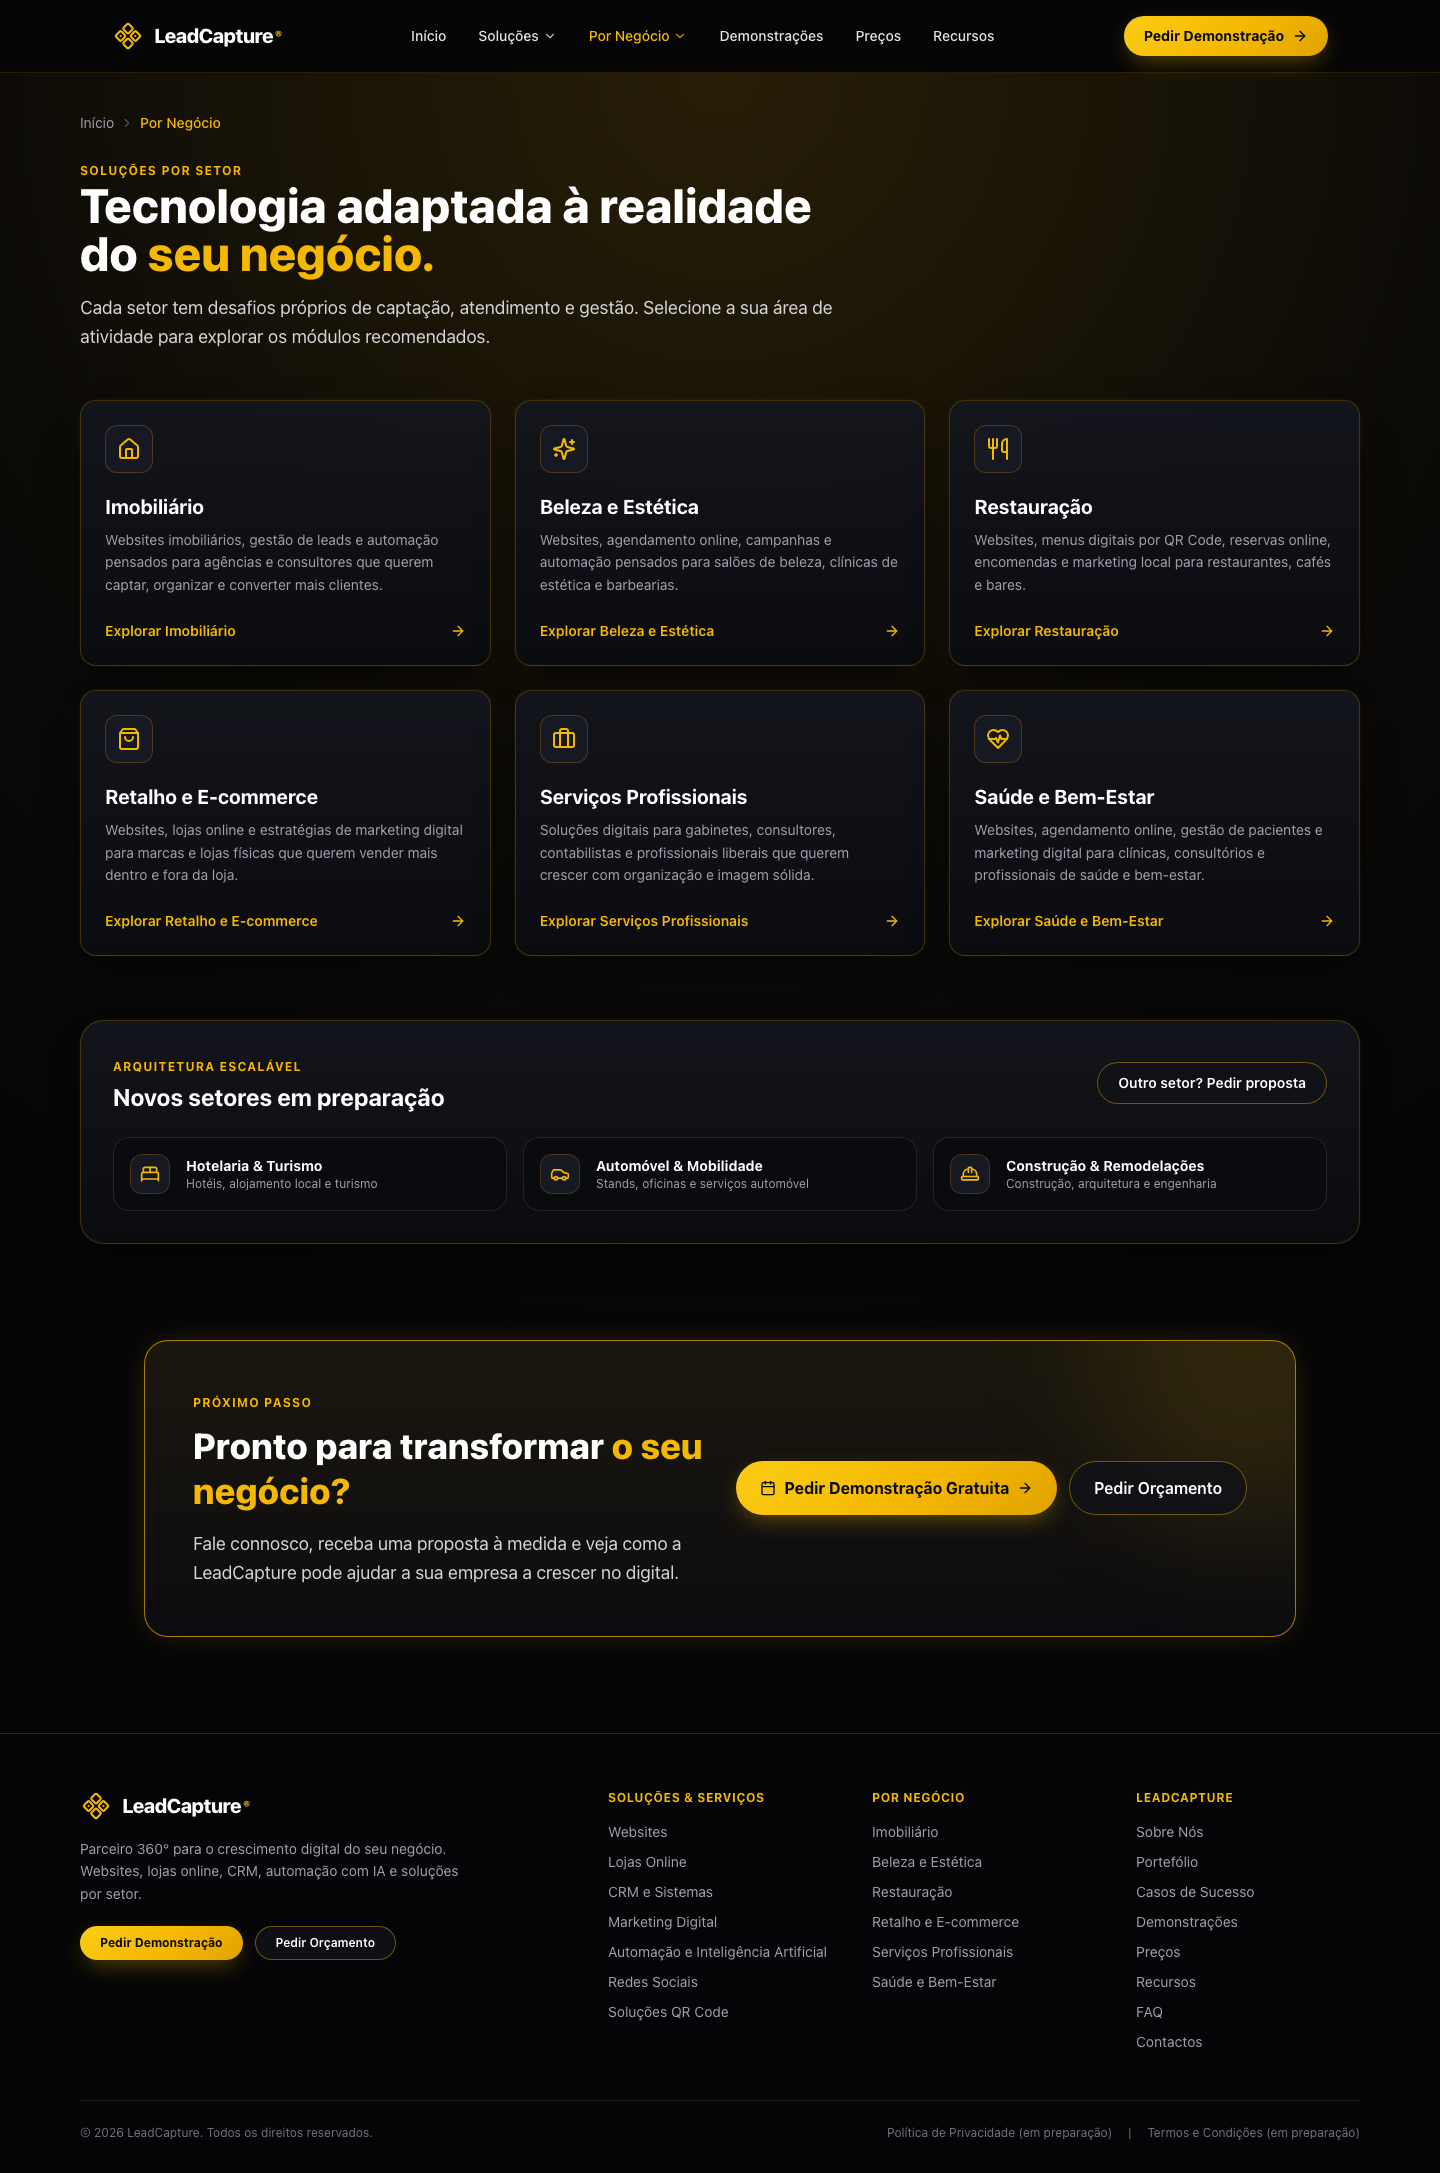 LeadCapture®
Início
Soluções
Por Negócio
Demonstrações
Preços
Recursos
Pedir Demonstração
Início
Por Negócio
SOLUÇÕES POR SETOR
Tecnologia adaptada à realidade
do seu negócio.
Cada setor tem desafios próprios de captação, atendimento e gestão. Selecione a sua área de
atividade para explorar os módulos recomendados.
Imobiliário
Websites imobiliários, gestão de leads e automação
pensados para agências e consultores que querem
captar, organizar e converter mais clientes.
Explorar Imobiliário
Beleza e Estética
Websites, agendamento online, campanhas e
automação pensados para salões de beleza, clínicas de
estética e barbearias.
Explorar Beleza e Estética
Restauração
Websites, menus digitais por QR Code, reservas online,
encomendas e marketing local para restaurantes, cafés
e bares.
Explorar Restauração
Retalho e E-commerce
Websites, lojas online e estratégias de marketing digital
para marcas e lojas físicas que querem vender mais
dentro e fora da loja.
Explorar Retalho e E-commerce
Serviços Profissionais
Soluções digitais para gabinetes, consultores,
contabilistas e profissionais liberais que querem
crescer com organização e imagem sólida.
Explorar Serviços Profissionais
Saúde e Bem-Estar
Websites, agendamento online, gestão de pacientes e
marketing digital para clínicas, consultórios e
profissionais de saúde e bem-estar.
Explorar Saúde e Bem-Estar
ARQUITETURA ESCALÁVEL
Novos setores em preparação
Outro setor? Pedir proposta
Hotelaria & Turismo
Hotéis, alojamento local e turismo
Automóvel & Mobilidade
Stands, oficinas e serviços automóvel
Construção & Remodelações
Construção, arquitetura e engenharia
PRÓXIMO PASSO
Pronto para transformar o seu
negócio?
Fale connosco, receba uma proposta à medida e veja como a
LeadCapture pode ajudar a sua empresa a crescer no digital.
Pedir Demonstração Gratuita
Pedir Orçamento
LeadCapture®
Parceiro 360° para o crescimento digital do seu negócio.
Websites, lojas online, CRM, automação com IA e soluções
por setor.
Pedir Demonstração
Pedir Orçamento
SOLUÇÕES & SERVIÇOS
Websites
Lojas Online
CRM e Sistemas
Marketing Digital
Automação e Inteligência Artificial
Redes Sociais
Soluções QR Code
POR NEGÓCIO
Imobiliário
Beleza e Estética
Restauração
Retalho e E-commerce
Serviços Profissionais
Saúde e Bem-Estar
LEADCAPTURE
Sobre Nós
Portefólio
Casos de Sucesso
Demonstrações
Preços
Recursos
FAQ
Contactos
© 2026 LeadCapture. Todos os direitos reservados.
Política de Privacidade (em preparação) | Termos e Condições (em preparação)